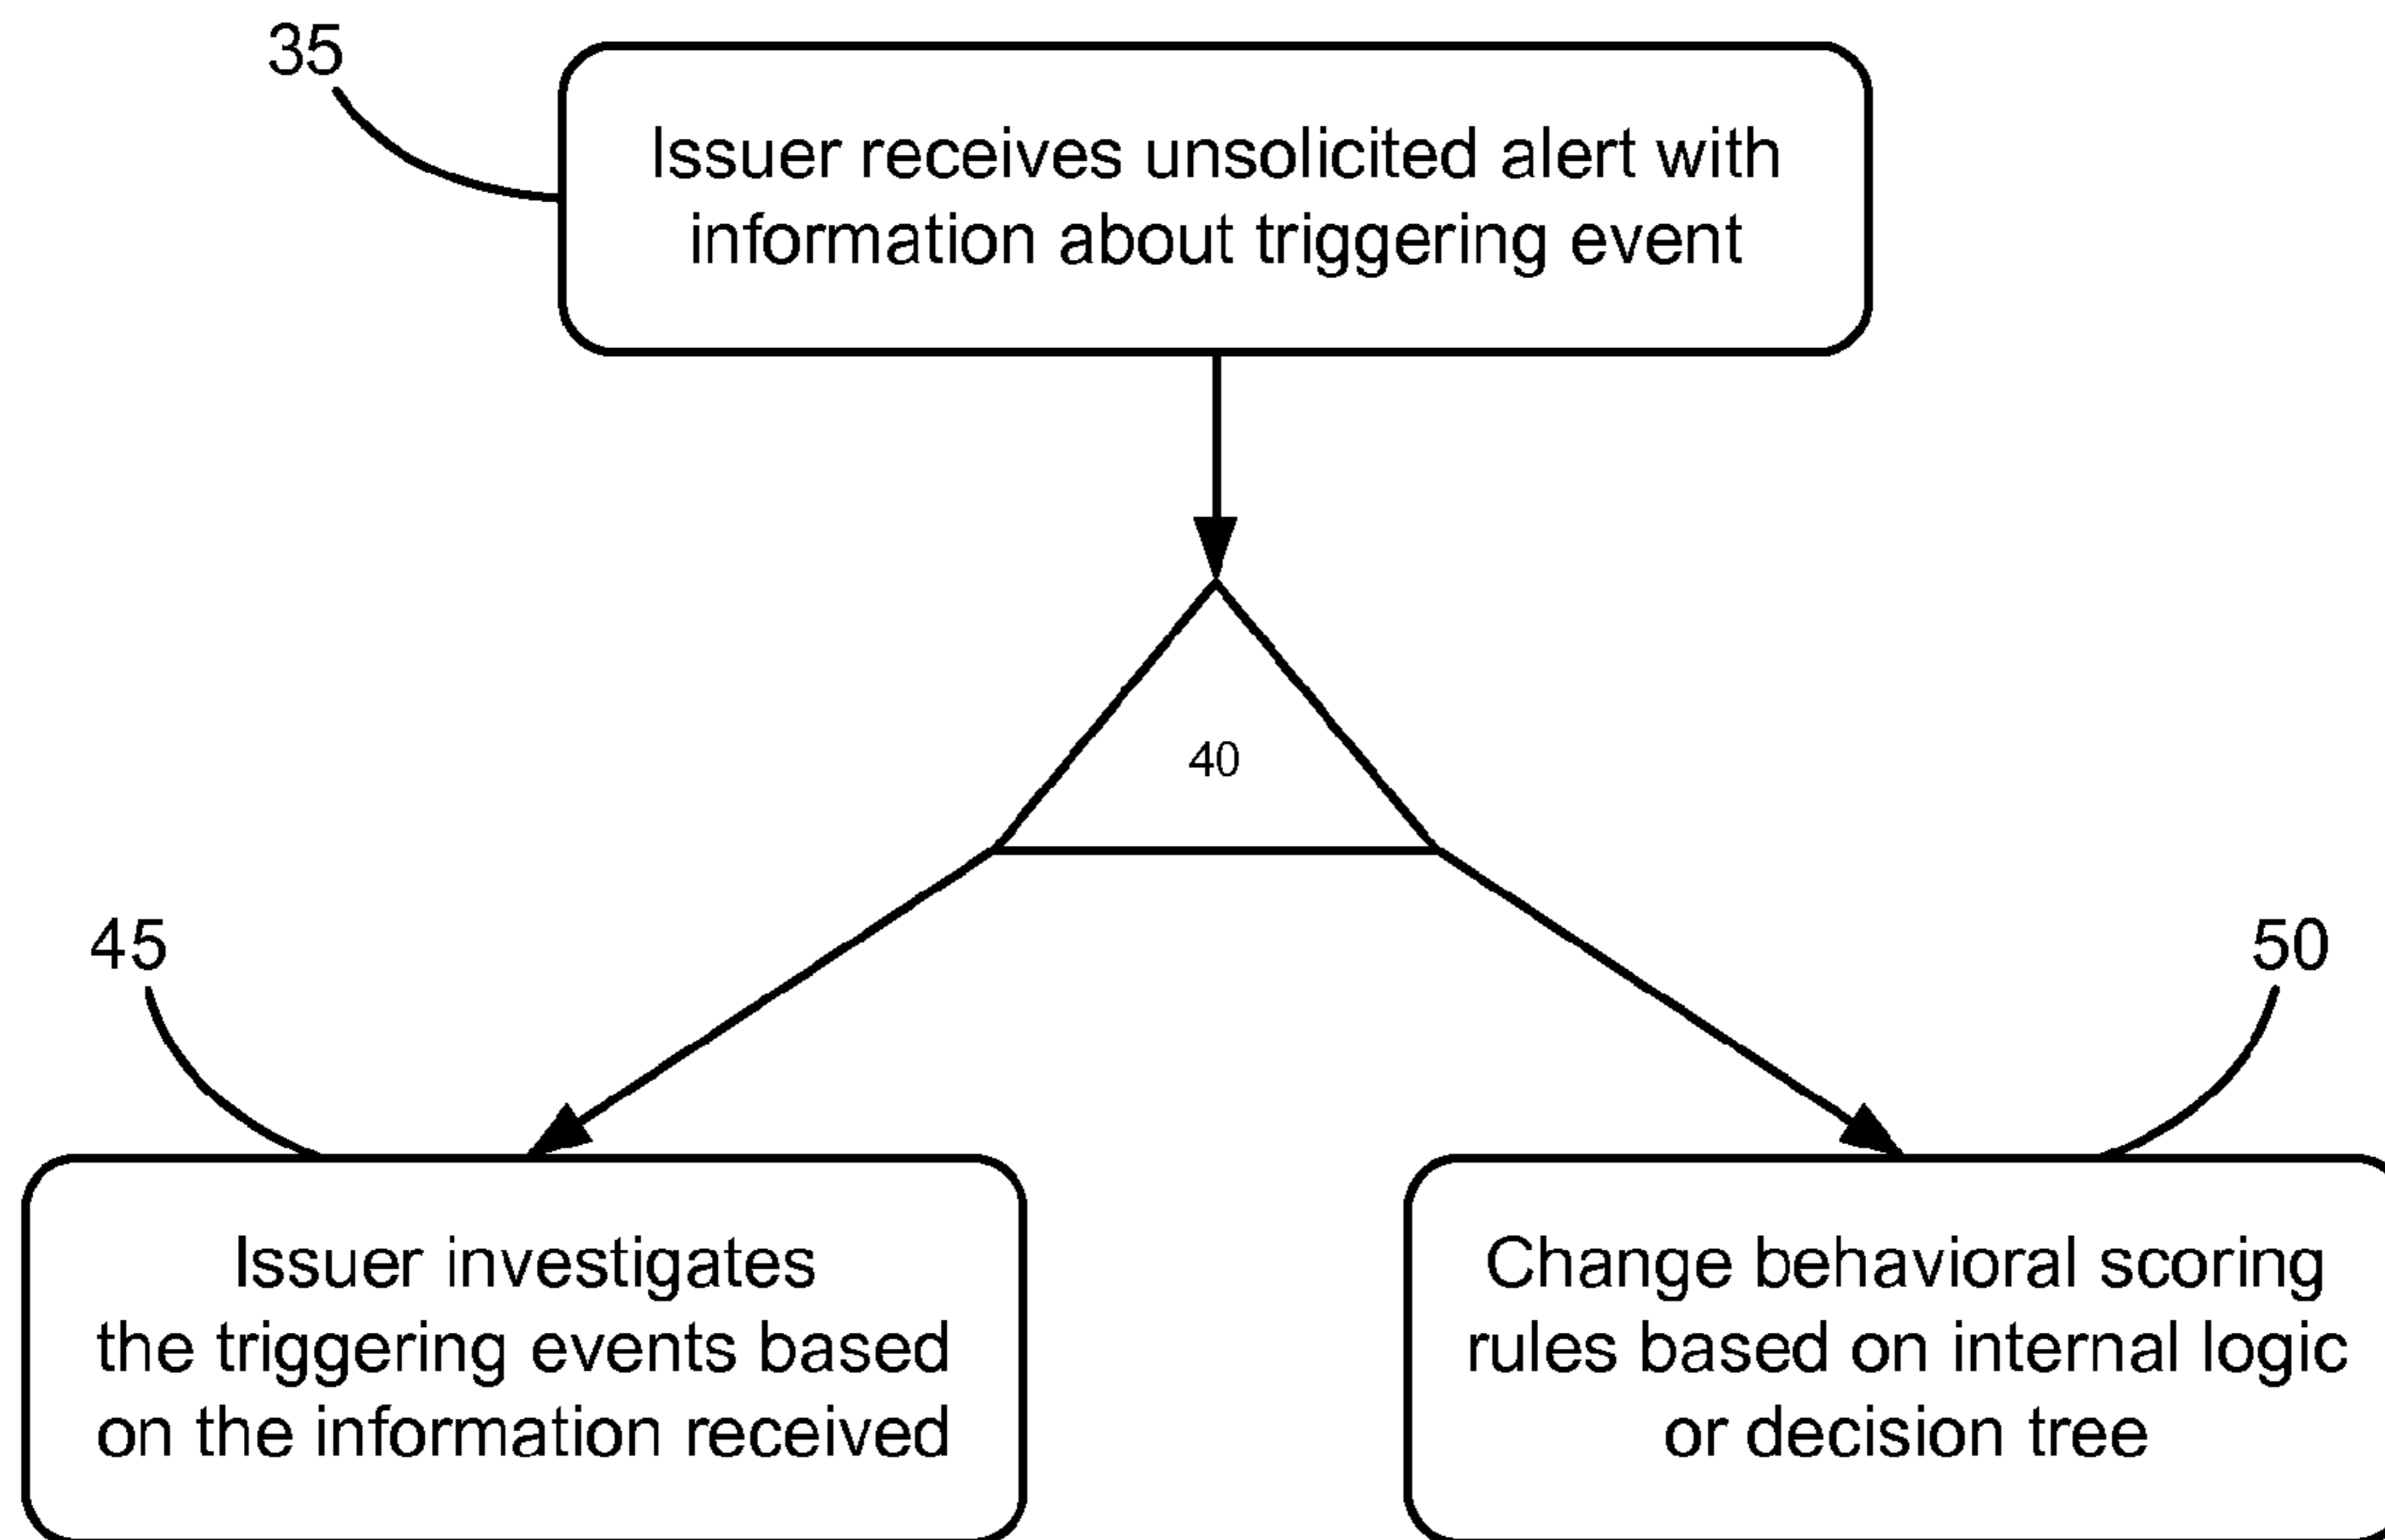 35
Issuer receives unsolicited alert with
information about triggering event
40
45
50
Issuer investigates
the triggering events based
on the information received
Change behavioral scoring
rules based on internal logic
or decision tree